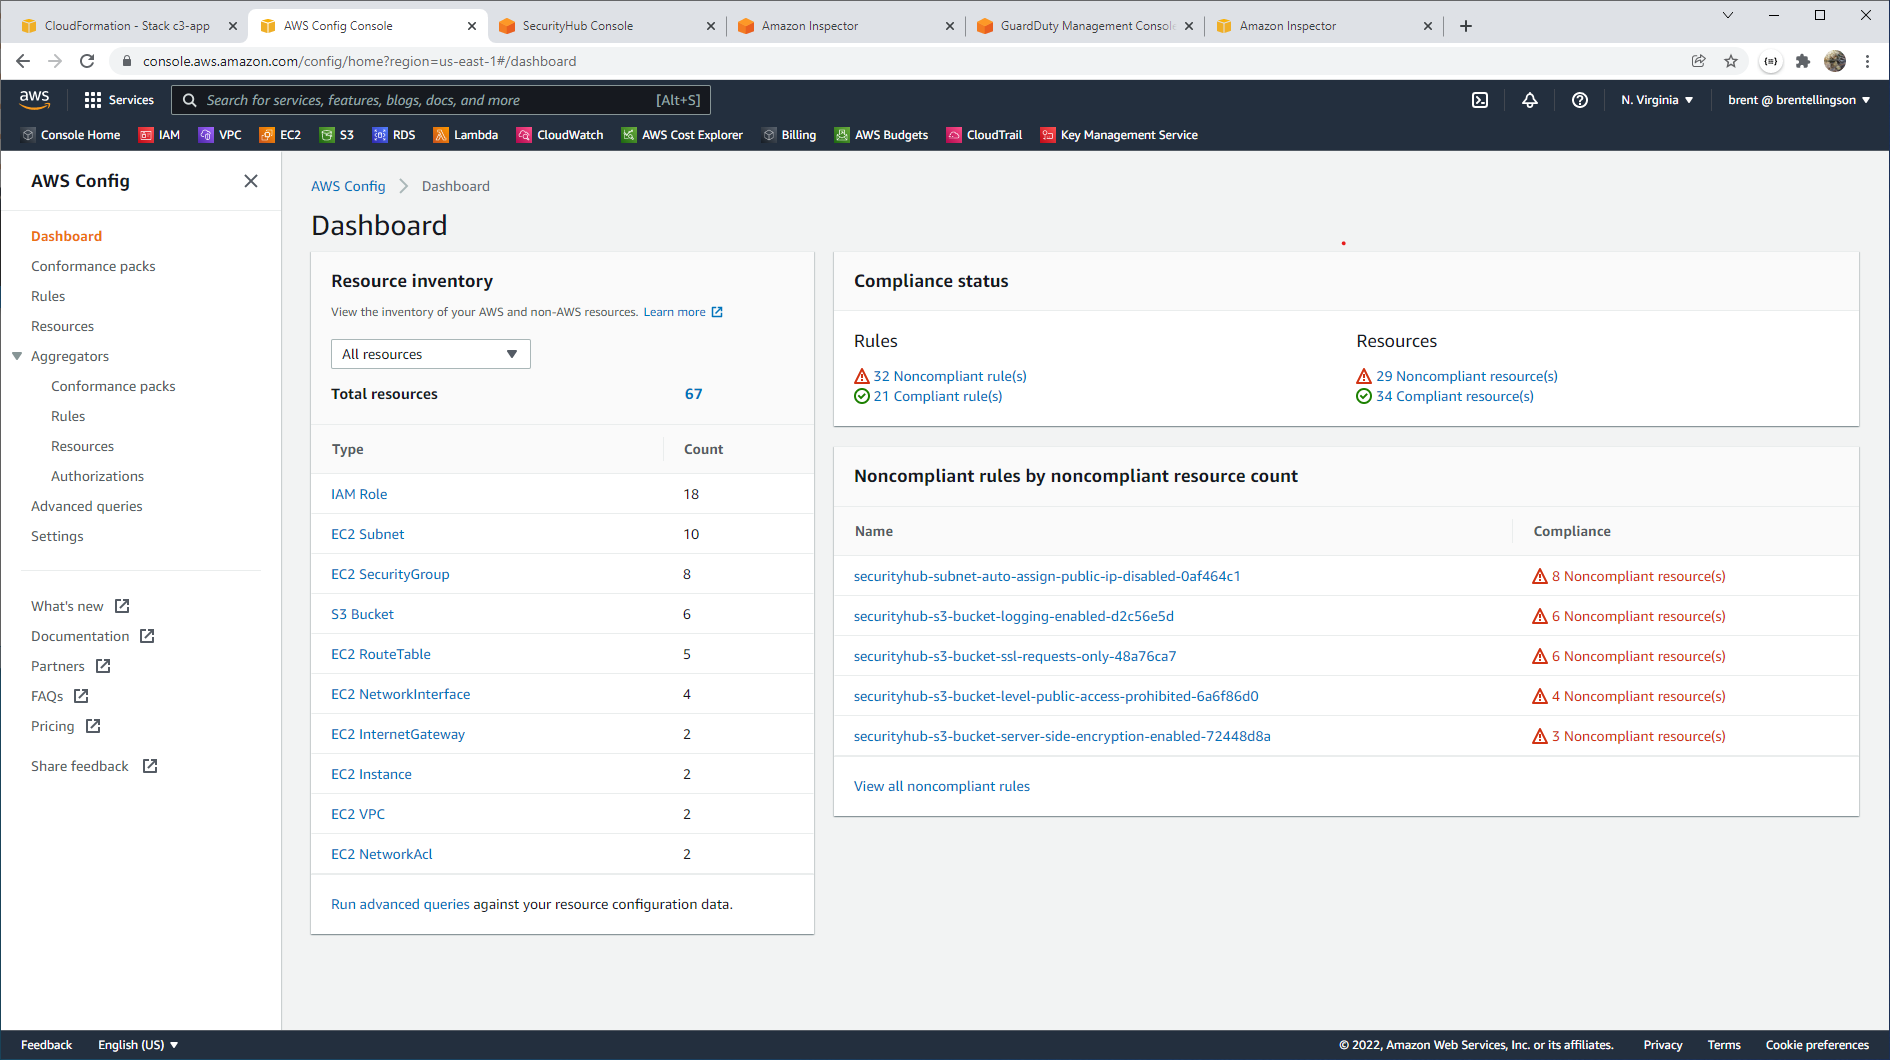 CloudFormation - Stack c3-app
AWS Config Console
SecurityHub Console
Amazon Inspector
GuardDuty Management Console
Amazon Inspector
console.aws.amazon.com/config/home?region=us-east-1#/dashboard
aws
Services
Search for services, features, blogs, docs, and more
[Alt+S]
N. Virginia
brent @ brentellingson
Console Home
IAM
VPC
EC2
S3
RDS
Lambda
CloudWatch
AWS Cost Explorer
Billing
AWS Budgets
CloudTrail
Key Management Service
AWS Config
Dashboard
Conformance packs
Rules
Resources
Aggregators
Conformance packs
Rules
Resources
Authorizations
Advanced queries
Settings
What's new
Documentation
Partners
FAQs
Pricing
Share feedback
AWS Config > Dashboard
Dashboard
Resource inventory
View the inventory of your AWS and non-AWS resources. Learn more
All resources
Total resources 67
Type Count
IAM Role 18
EC2 Subnet 10
EC2 SecurityGroup 8
S3 Bucket 6
EC2 RouteTable 5
EC2 NetworkInterface 4
EC2 InternetGateway 2
EC2 Instance 2
EC2 VPC 2
EC2 NetworkAcl 2
Run advanced queries against your resource configuration data.
Compliance status
Rules
32 Noncompliant rule(s)
21 Compliant rule(s)
Resources
29 Noncompliant resource(s)
34 Compliant resource(s)
Noncompliant rules by noncompliant resource count
Name Compliance
securityhub-subnet-auto-assign-public-ip-disabled-0af464c1 8 Noncompliant resource(s)
securityhub-s3-bucket-logging-enabled-d2c56e5d 6 Noncompliant resource(s)
securityhub-s3-bucket-ssl-requests-only-48a76ca7 6 Noncompliant resource(s)
securityhub-s3-bucket-level-public-access-prohibited-6a6f86d0 4 Noncompliant resource(s)
securityhub-s3-bucket-server-side-encryption-enabled-72448d8a 3 Noncompliant resource(s)
View all noncompliant rules
Feedback
English (US)
© 2022, Amazon Web Services, Inc. or its affiliates.
Privacy
Terms
Cookie preferences